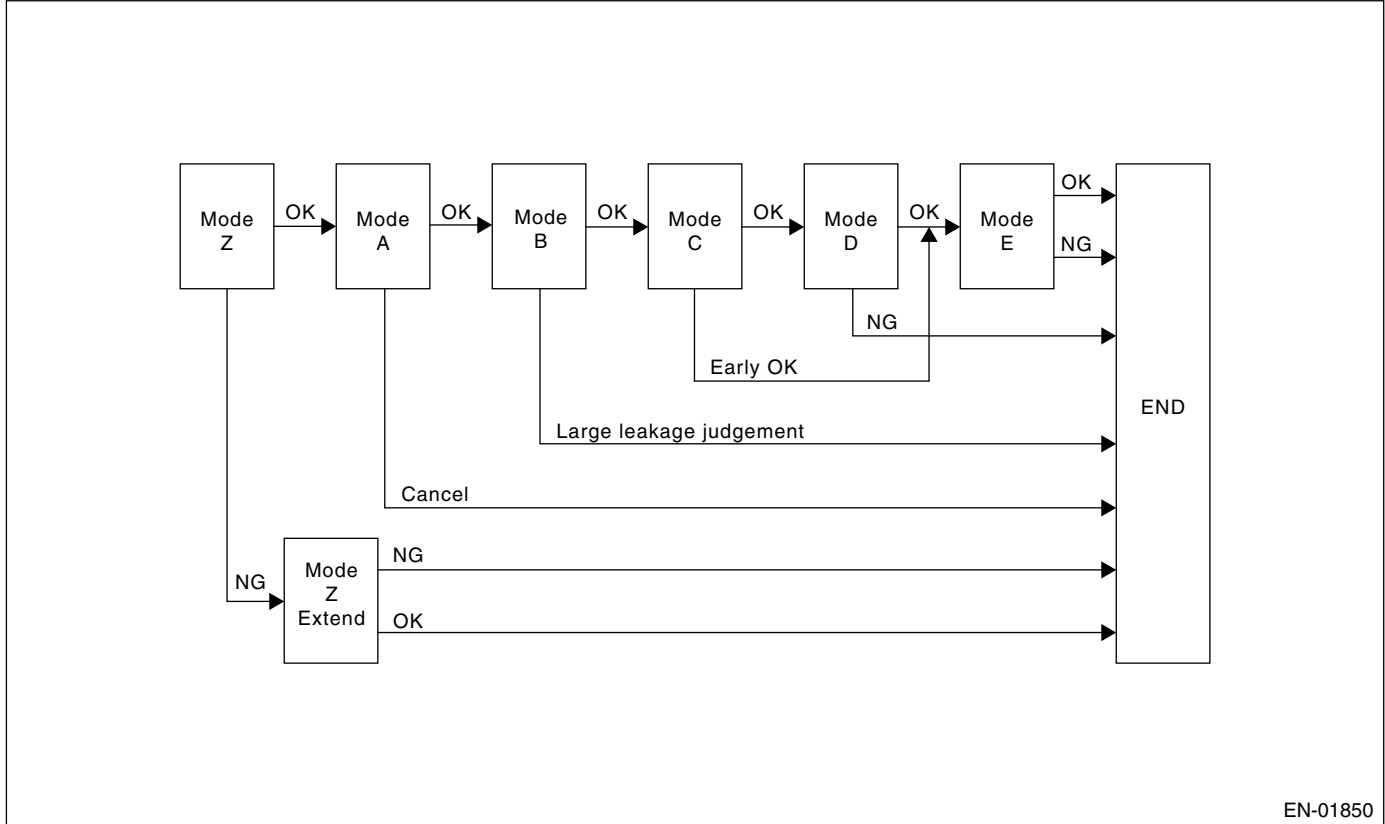 Mode
Z
OK
Mode
A
OK
Mode
B
OK
Mode
C
OK
Mode
D
OK
Mode
E
OK
NG
NG
Early OK
Large leakage judgement
Cancel
END
NG
Mode
Z
Extend
NG
OK
EN-01850